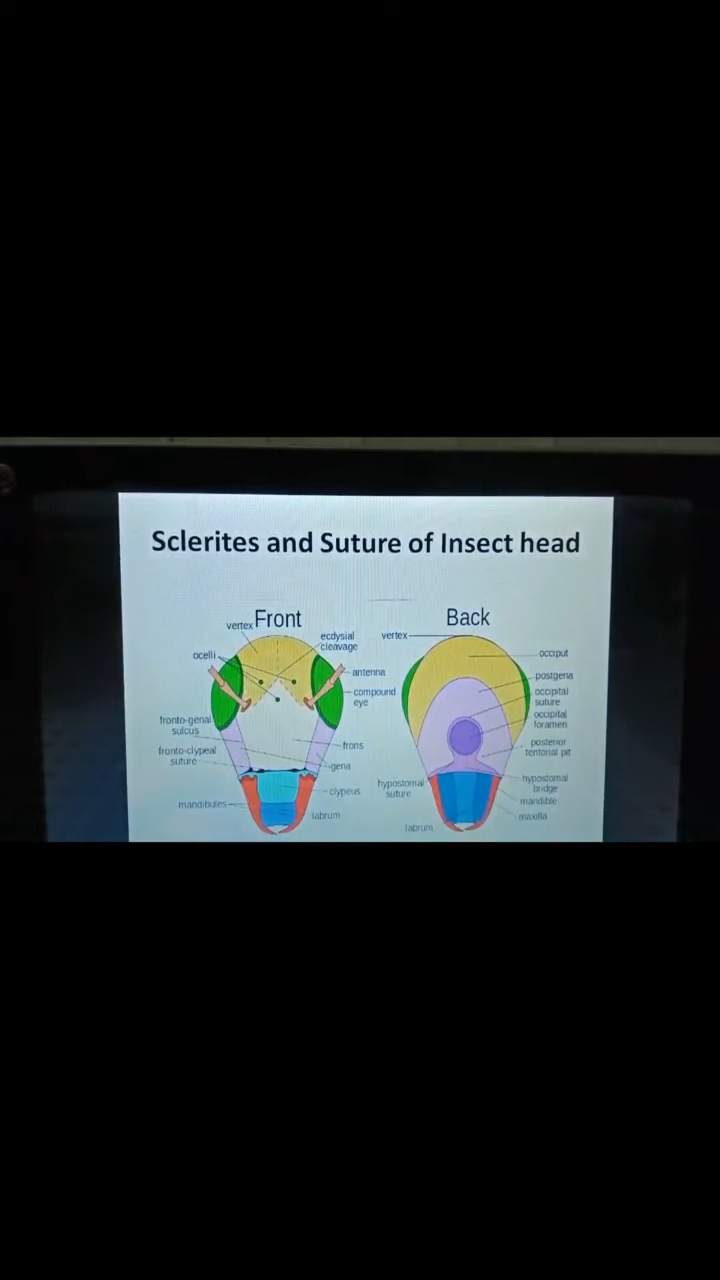 Sclerites and Suture of Insect head
Front
vertex
ocelli
ecdysial
cleavage
antenna
compound
eye
fronto-genal
sulcus
fronto-clypeal
suture
frons
gena
clypeus
mandibules
labrum
Back
vertex
occiput
postgena
occipital
suture
occipital
foramen
posterior
tentorial pit
hypostomal
suture
hypostomal
bridge
mandible
maxilla
labrum